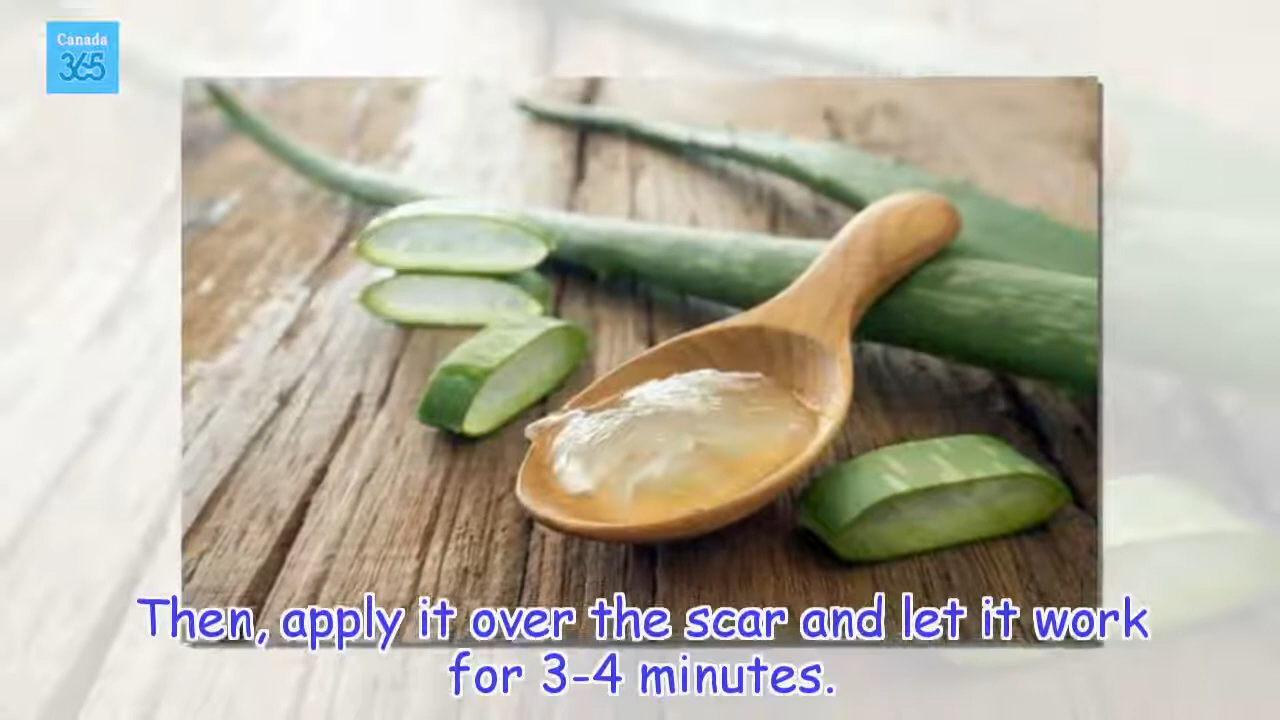 Canada
365
Then, apply it over the scar and let it work
for 3-4 minutes.